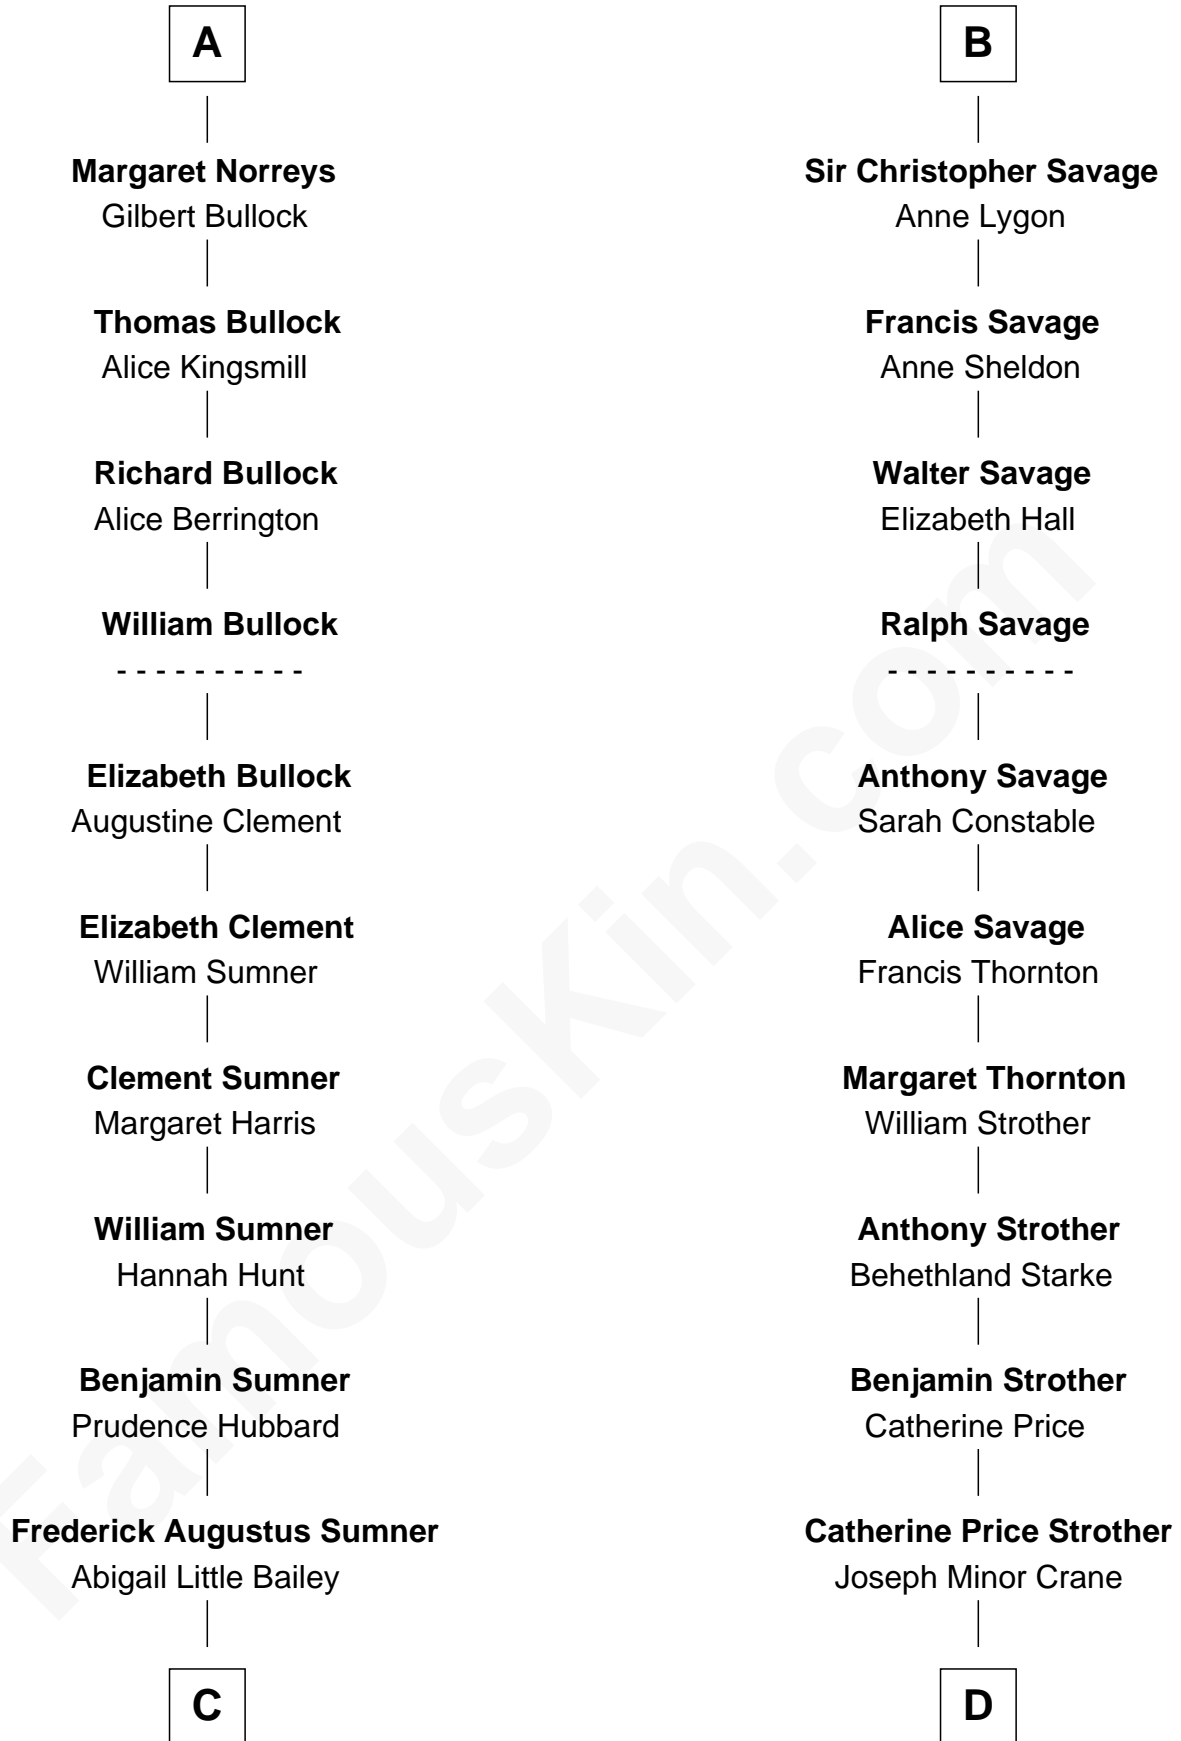 A
Margaret Norreys
Gilbert Bullock
Thomas Bullock
Alice Kingsmill
Richard Bullock
Alice Berrington
William Bullock
- - - - - - - - - -
Elizabeth Bullock
Augustine Clement
Elizabeth Clement
William Sumner
Clement Sumner
Margaret Harris
William Sumner
Hannah Hunt
Benjamin Sumner
Prudence Hubbard
Frederick Augustus Sumner
Abigail Little Bailey
C
B
Sir Christopher Savage
Anne Lygon
Francis Savage
Anne Sheldon
Walter Savage
Elizabeth Hall
Ralph Savage
- - - - - - - - - -
Anthony Savage
Sarah Constable
Alice Savage
Francis Thornton
Margaret Thornton
William Strother
Anthony Strother
Behethland Starke
Benjamin Strother
Catherine Price
Catherine Price Strother
Joseph Minor Crane
D
FamousKin.com